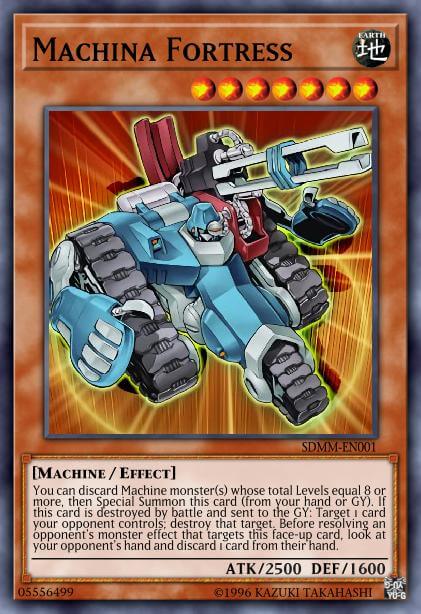 MACHINA FORTRESS
EARTH
地
SDMM-EN001
[MACHINE / EFFECT]
You can discard Machine monster(s) whose total Levels equal 8 or
more, then Special Summon this card (from your hand or GY). If
this card is destroyed by battle and sent to the GY: Target 1 card
your opponent controls; destroy that target. Before resolving an
opponent's monster effect that targets this face-up card, look at
your opponent's hand and discard 1 card from their hand.
ATK/2500 DEF/1600
05556499
©1996 KAZUKI TAKAHASHI